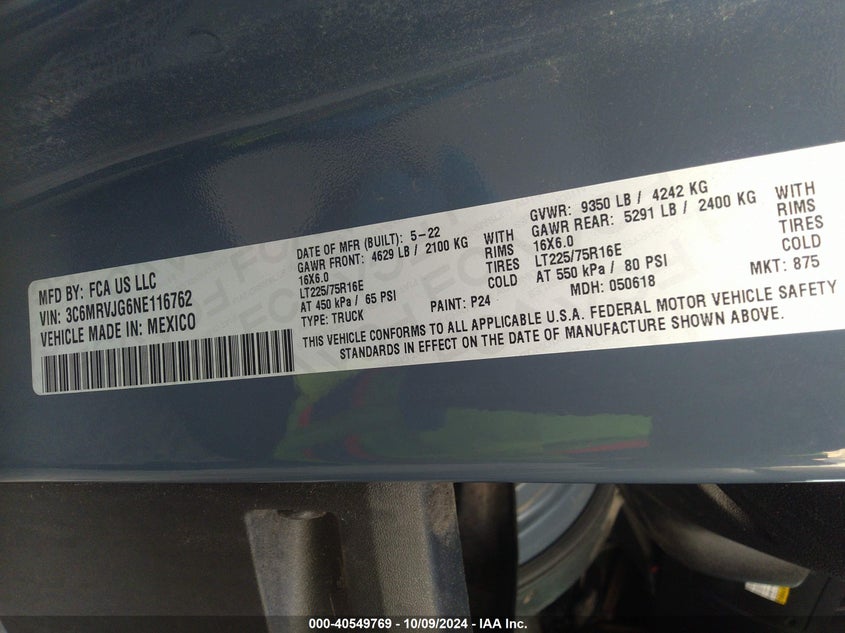 MFD BY: FCA US LLC
VIN: 3C6MRVJG6NE116762
VEHICLE MADE IN: MEXICO
DATE OF MFR (BUILT): 5-22
GAWR FRONT: 4629 LB / 2100 KG WITH
16X6.0 RIMS
LT225/75R16E TIRES
AT 450 kPa / 65 PSI COLD
TYPE: TRUCK PAINT: P24
GVWR: 9350 LB / 4242 KG
GAWR REAR: 5291 LB / 2400 KG WITH
16X6.0 RIMS
LT225/75R16E TIRES
AT 550 kPa / 80 PSI COLD
MDH: 050618 MKT: 875
THIS VEHICLE CONFORMS TO ALL APPLICABLE U.S.A. FEDERAL MOTOR VEHICLE SAFETY
STANDARDS IN EFFECT ON THE DATE OF MANUFACTURE SHOWN ABOVE.
000-40549769 - 10/09/2024 - IAA Inc.